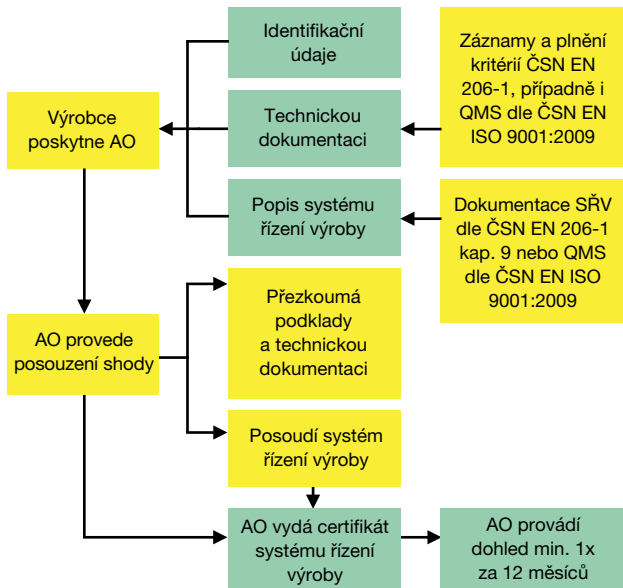 Identifikační
údaje
Záznamy a plnění
kritérií ČSN EN
206-1, případně i
QMS dle ČSN EN
ISO 9001:2009
Výrobce
poskytne AO
Technickou
dokumentaci
Popis systému
řízení výroby
Dokumentace SŘV
dle ČSN EN 206-1
kap. 9 nebo QMS
dle ČSN EN ISO
9001:2009
AO provede
posouzení shody
Přezkoumá
podklady
a technickou
dokumentaci
Posoudí systém
řízení výroby
AO vydá certifikát
systému řízení
výroby
AO provádí
dohled min. 1x
za 12 měsíců